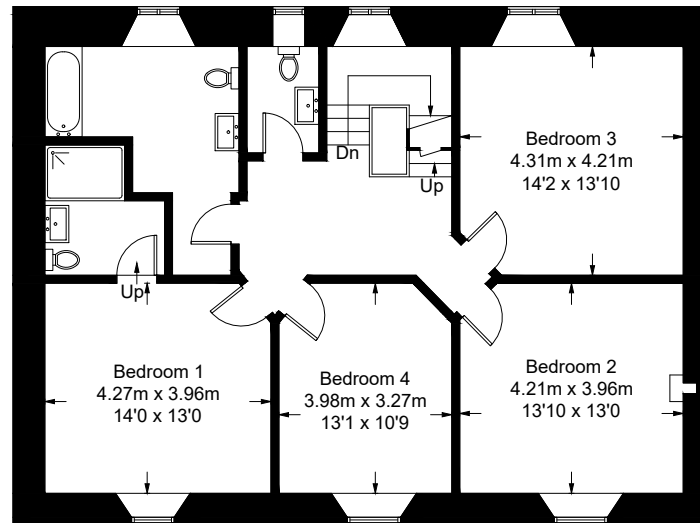 Bedroom 3
4.31m x 4.21m
14'2 x 13'10
Dn
Up
Up
Bedroom 1
4.27m x 3.96m
14'0 x 13'0
Bedroom 4
3.98m x 3.27m
13'1 x 10'9
Bedroom 2
4.21m x 3.96m
13'10 x 13'0